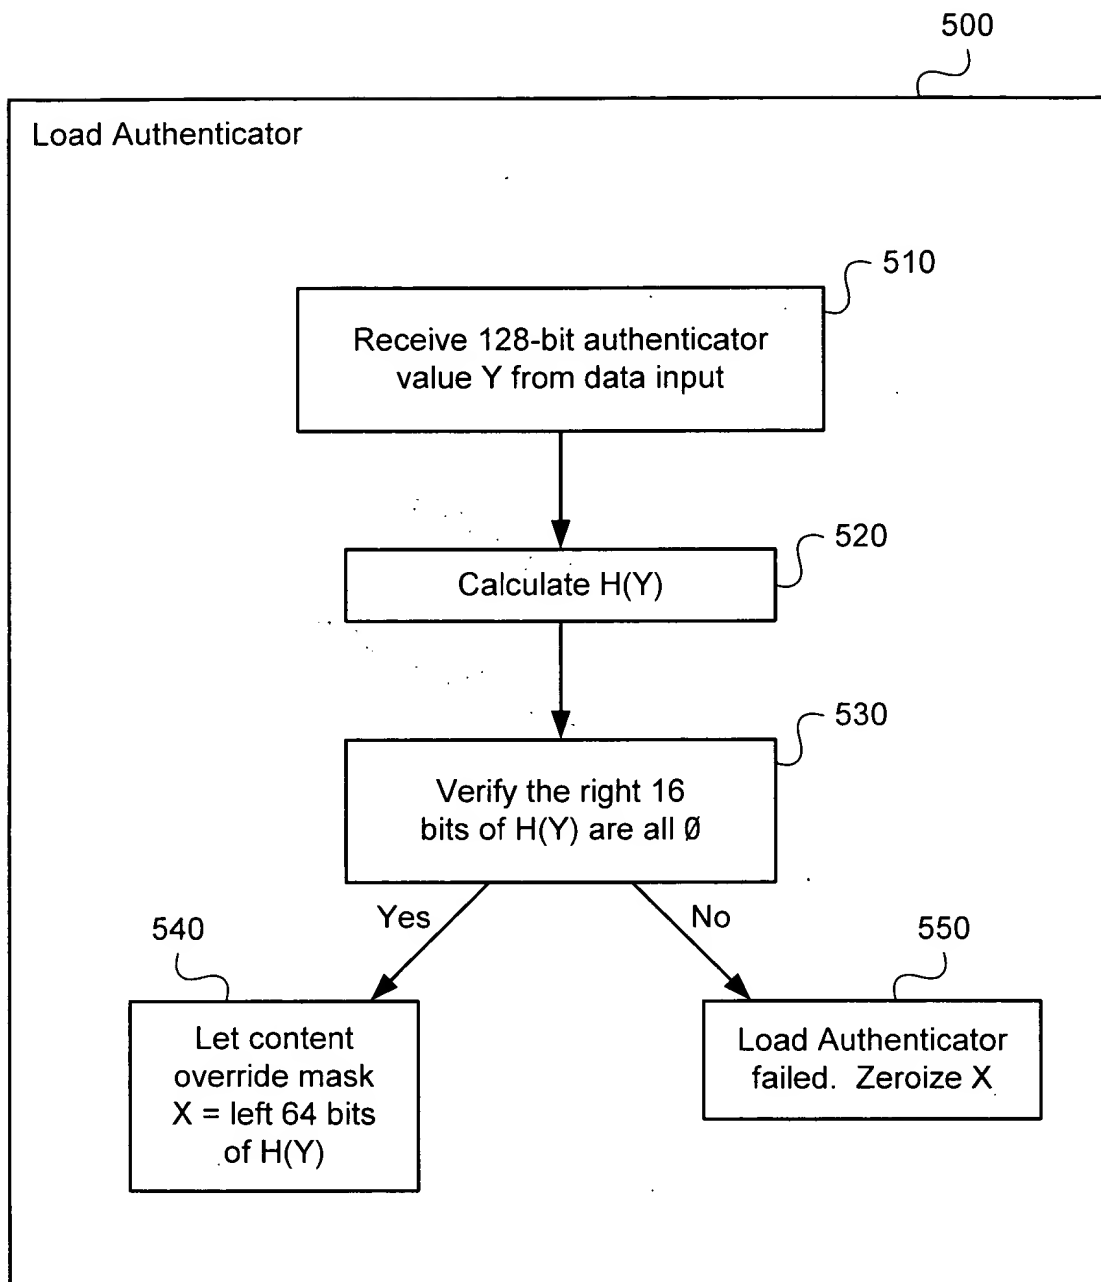 500
Load Authenticator
510
Receive 128-bit authenticator
value Y from data input
520
Calculate H(Y)
530
Verify the right 16
bits of H(Y) are all Ø
Yes
No
540
550
Let content
override mask
X = left 64 bits
of H(Y)
Load Authenticator
failed. Zeroize X